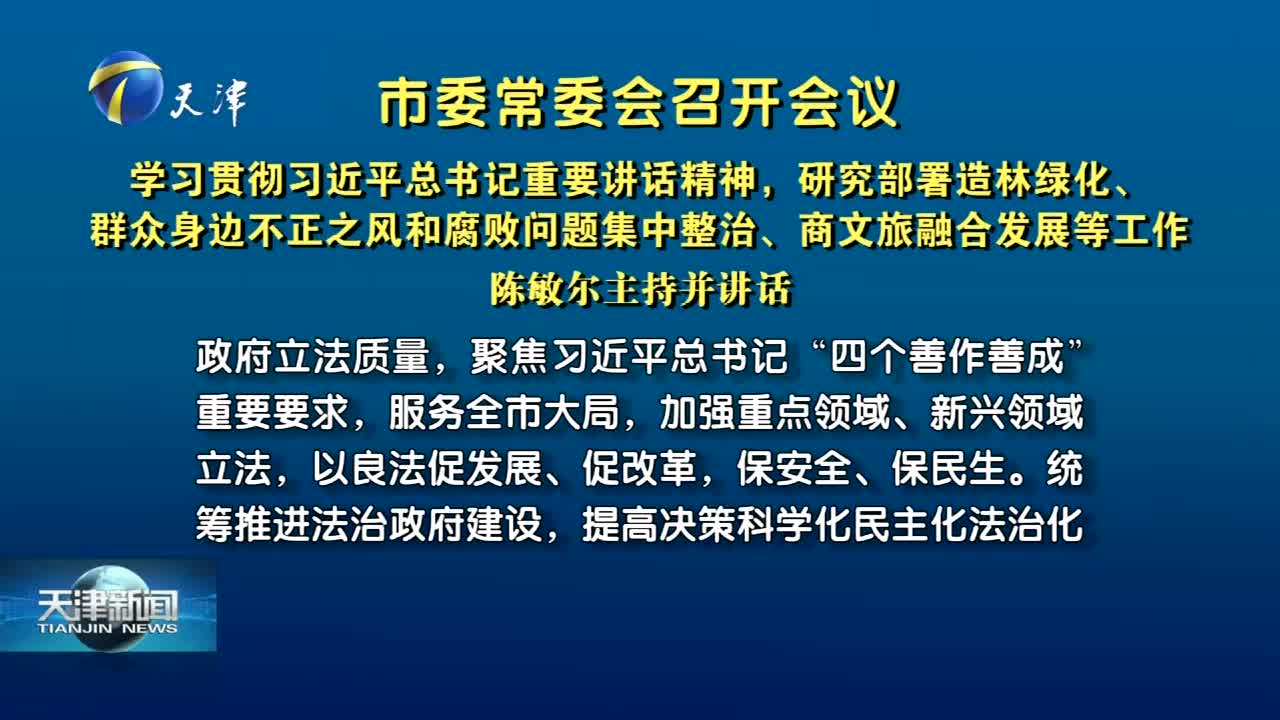 天津
市委常委会召开会议
学习贯彻习近平总书记重要讲话精神，研究部署造林绿化、
群众身边不正之风和腐败问题集中整治、商文旅融合发展等工作
陈敏尔主持并讲话
政府立法质量，聚焦习近平总书记“四个善作善成”
重要要求，服务全市大局，加强重点领域、新兴领域
立法，以良法促发展、促改革，保安全、保民生。统
筹推进法治政府建设，提高决策科学化民主化法治化
天津新闻
TIANJIN NEWS